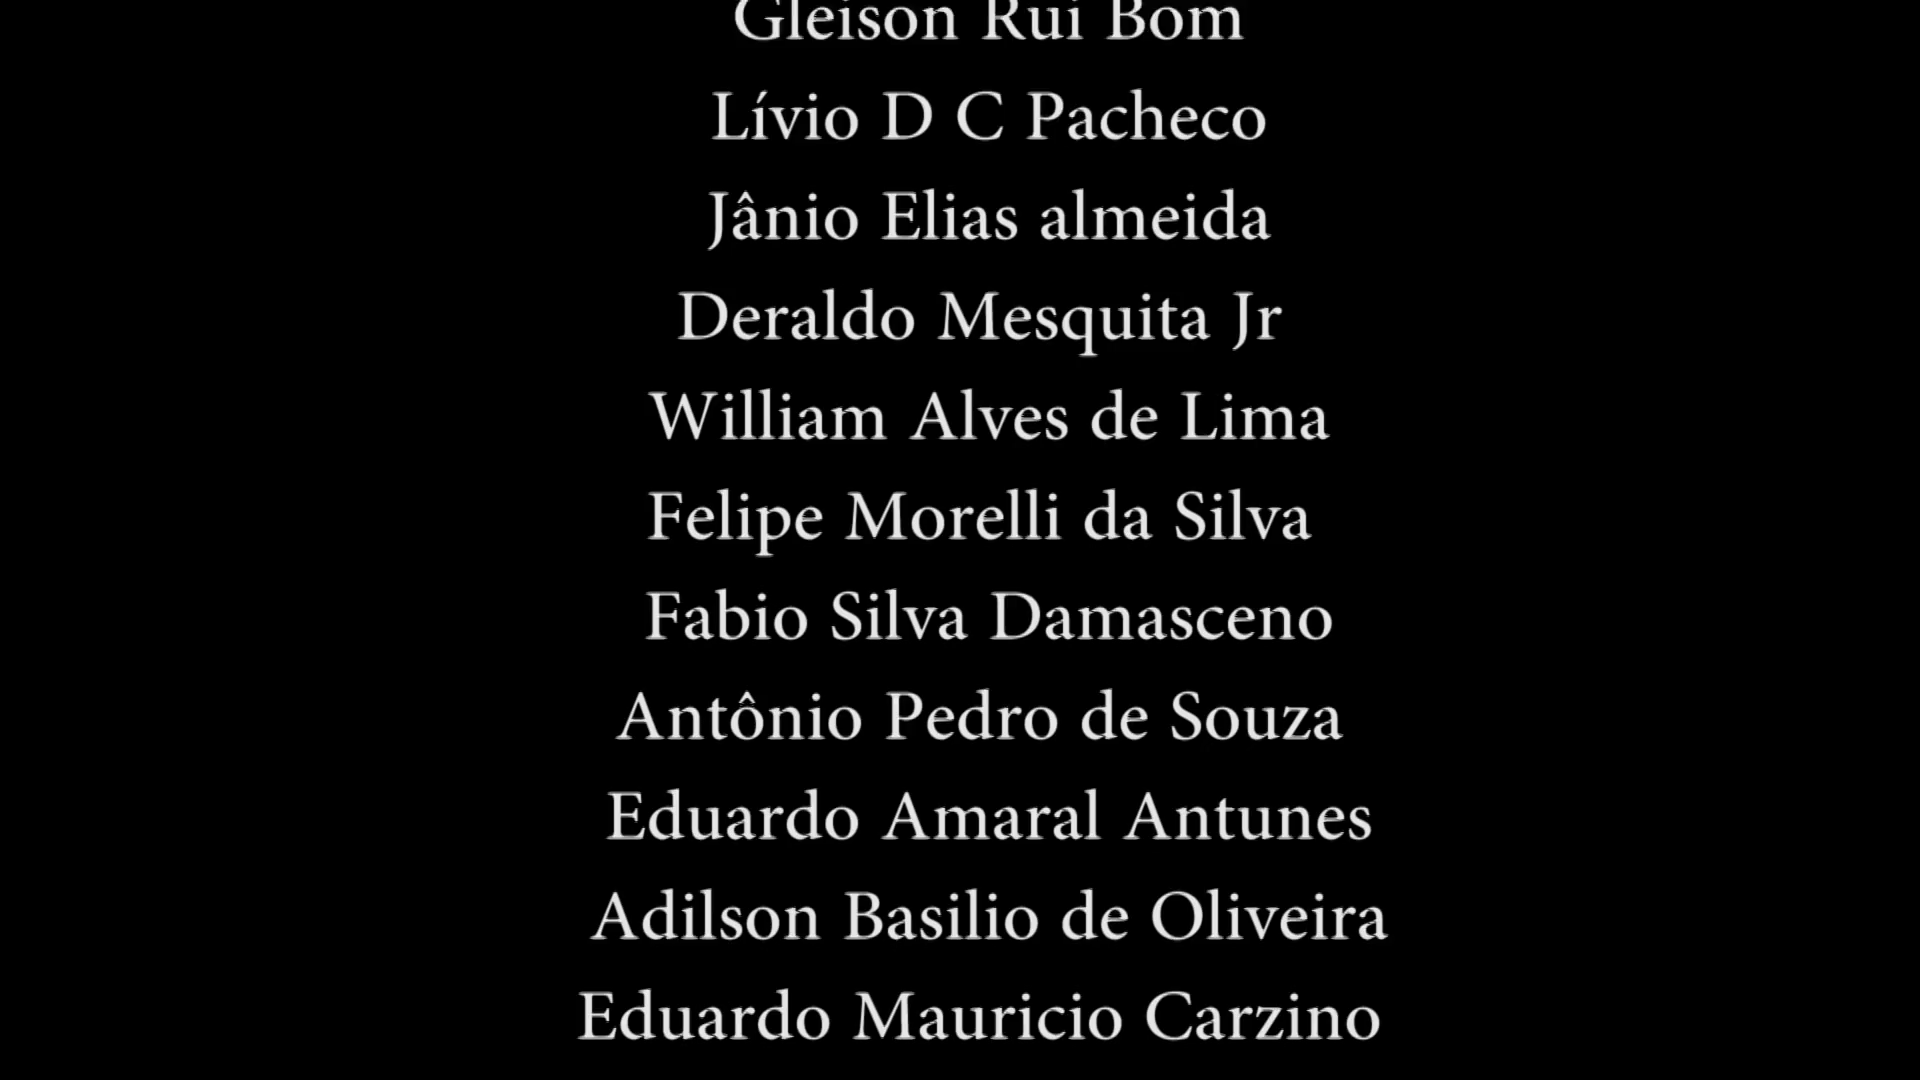 Gleison Rui Bom
Lívio D C Pacheco
Jânio Elias almeida
Deraldo Mesquita Jr
William Alves de Lima
Felipe Morelli da Silva
Fabio Silva Damasceno
Antônio Pedro de Souza
Eduardo Amaral Antunes
Adilson Basilio de Oliveira
Eduardo Mauricio Carzino